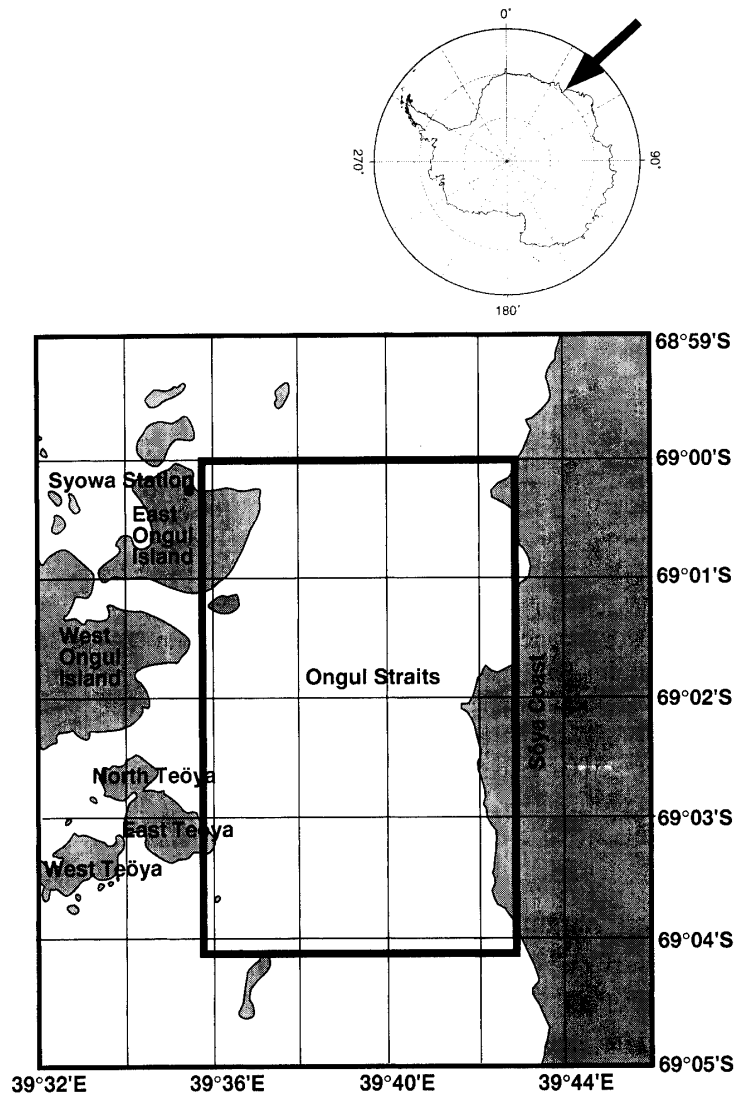 0°
270°
90°
180°
68°59'S
69°00'S
Syowa Station
East
Ongul
Island
69°01'S
West
Ongul
Island
Ongul Straits
Sôya Coast
69°02'S
North Teöya
69°03'S
East Teöya
West Teöya
69°04'S
69°05'S
39°32'E
39°36'E
39°40'E
39°44'E